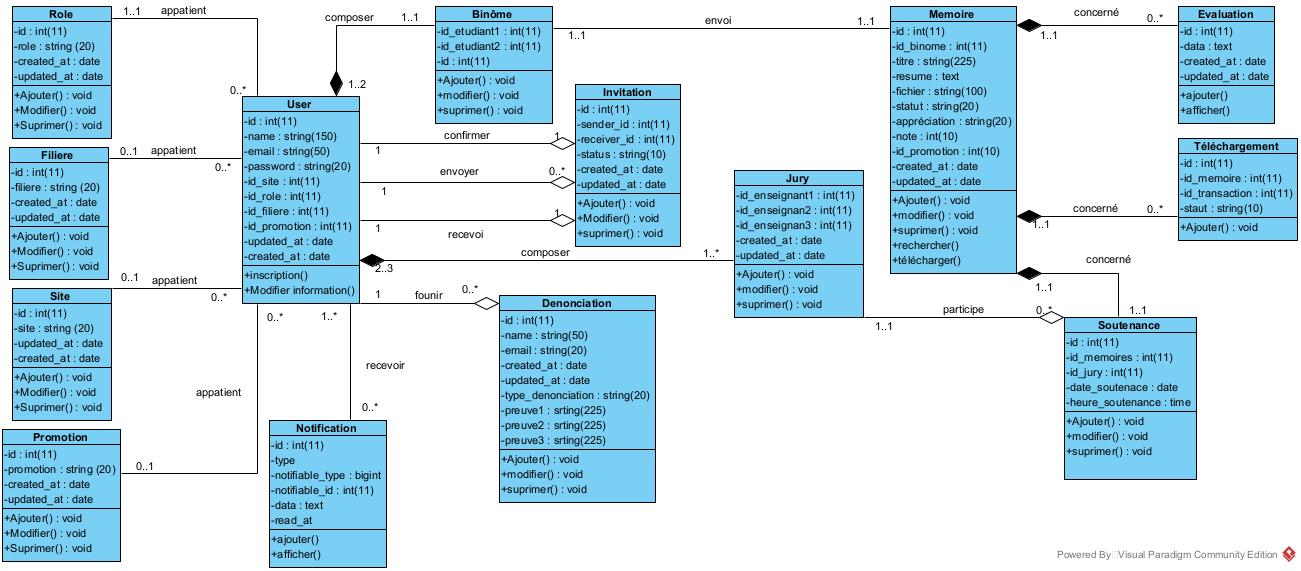 Role
-id : int(11)
-role : string (20)
-created_at : date
-updated_at : date
+Ajouter() : void
+Modifier() : void
+Suprimer() : void
1..1
appatient
0..*
Filiere
-id : int(11)
-filiere : string (20)
-created_at : date
-updated_at : date
+Ajouter() : void
+Modifier() : void
+Suprimer() : void
0..1
appatient
0..*
Site
-id : int(11)
-site : string (20)
-updated_at : date
-created_at : date
+Ajouter() : void
+Modifier() : void
+Suprimer() : void
0..1
appatient
0..*
Promotion
-id : int(11)
-promotion : string (20)
-created_at : date
-updated_at : date
+Ajouter() : void
+Modifier() : void
+Suprimer() : void
0..1
appatient
0..*
User
-id : int(11)
-name : string(150)
-email : string(50)
-password : string(20)
-id_site : int(11)
-id_role : int(11)
-id_filiere : int(11)
-id_promotion : int(11)
-updated_at : date
-created_at : date
+inscription()
+Modifier information()
composer
1..1
1..2
Binôme
-id_etudiant1 : int(11)
-id_etudiant2 : int(11)
-id : int(11)
+Ajouter() : void
+modifier() : void
+suprimer() : void
confirmer
1
1
envoyer
0..*
1
1
1
recevoi
Invitation
-id : int(11)
-sender_id : int(11)
-receiver_id : int(11)
-status : string(10)
-created_at : date
-updated_at : date
+Ajouter() : void
+Modifier() : void
+suprimer() : void
composer
2..3
1..*
founir
1
0..*
Denonciation
-id : int(11)
-name : string(50)
-email : string(20)
-created_at : date
-updated_at : date
-type_denonciation : string(20)
-preuve1 : srting(225)
-preuve2 : srting(225)
-preuve3 : srting(225)
+Ajouter() : void
+modifier() : void
+suprimer() : void
1..*
recevoir
0..*
Notification
-id : int(11)
-type
-notifiable_type : bigint
-notifiable_id : int(11)
-data : text
-read_at
+ajouter()
+afficher()
envoi
1..1
1..1
Jury
-id_enseignant1 : int(11)
-id_enseignan2 : int(11)
-id_enseignan3 : int(11)
-created_at : date
-updated_at : date
+Ajouter() : void
+modifier() : void
+suprimer() : void
Memoire
-id : int(11)
-id_binome : int(11)
-titre : string(225)
-resume : text
-fichier : string(100)
-statut : string(20)
-appréciation : string(20)
-note : int(10)
-id_promotion : int(10)
-created_at : date
-updated_at : date
+Ajouter() : void
+modifier() : void
+suprimer() : void
+rechercher()
+télécharger()
concerné
1..1
0..*
Evaluation
-id : int(11)
-data : text
-created_at : date
-updated_at : date
+ajouter()
+afficher()
concerné
1..1
0..*
Téléchargement
-id : int(11)
-id_memoire : int(11)
-id_transaction : int(11)
-staut : string(10)
+Ajouter() : void
concerné
1..1
1..1
participe
1..1
0..*
Soutenance
-id : int(11)
-id_memoires : int(11)
-id_jury : int(11)
-date_soutenace : date
-heure_soutenance : time
+Ajouter() : void
+modifier() : void
+suprimer() : void
Powered By Visual Paradigm Community Edition